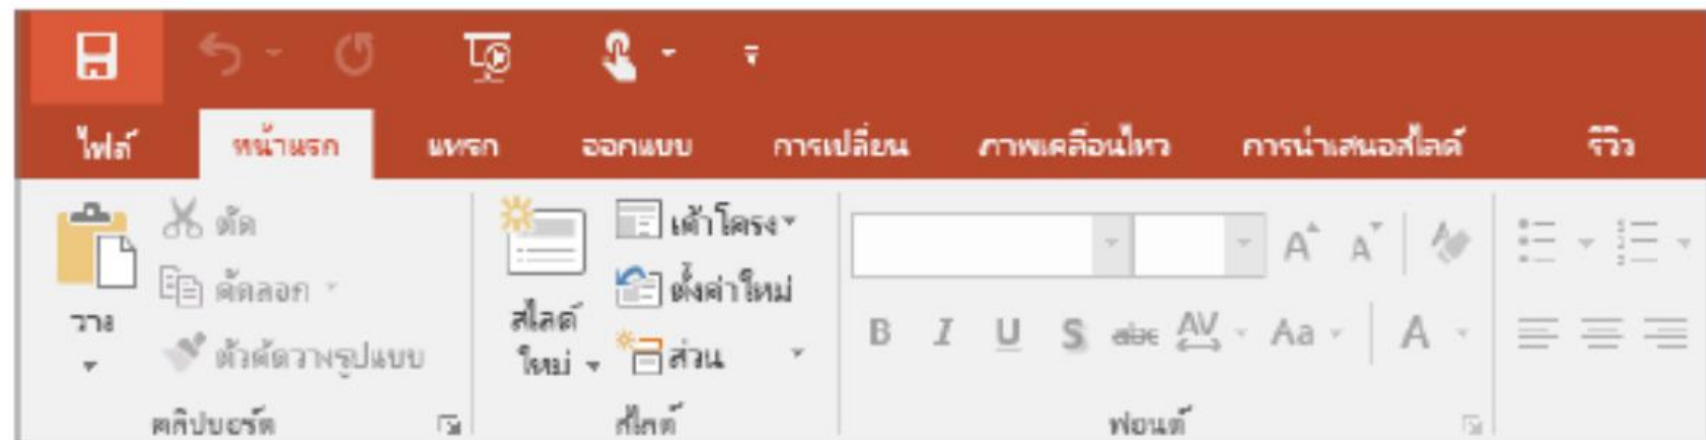 ไฟล์ หน้าแรก แทรก ออกแบบ การเปลี่ยน ภาพเคลื่อนไหว การนำเสนอสไลด์ รีวิว
วาง
ตัด
คัดลอก
ตัวคัดวางรูปแบบ
คลิปบอร์ด
สไลด์
ใหม่
เค้าโครง
ตั้งค่าใหม่
ส่วน
สไลด์
A A
B I U S abc AV Aa A
ฟอนต์